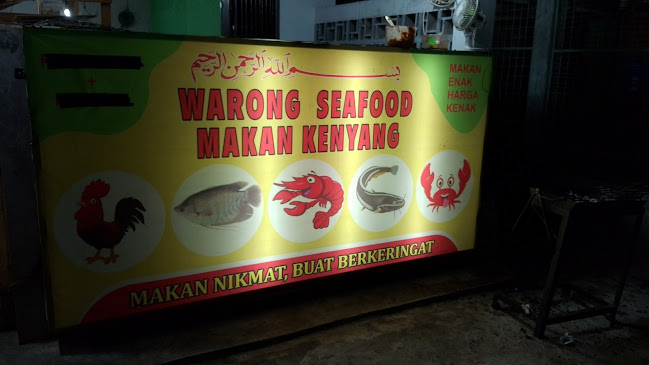 بسم الله الرحمن الرحيم
WARONG SEAFOOD
MAKAN KENYANG
MAKAN
ENAK
HARGA
KENAK
+
MAKAN NIKMAT, BUAT BERKERINGAT